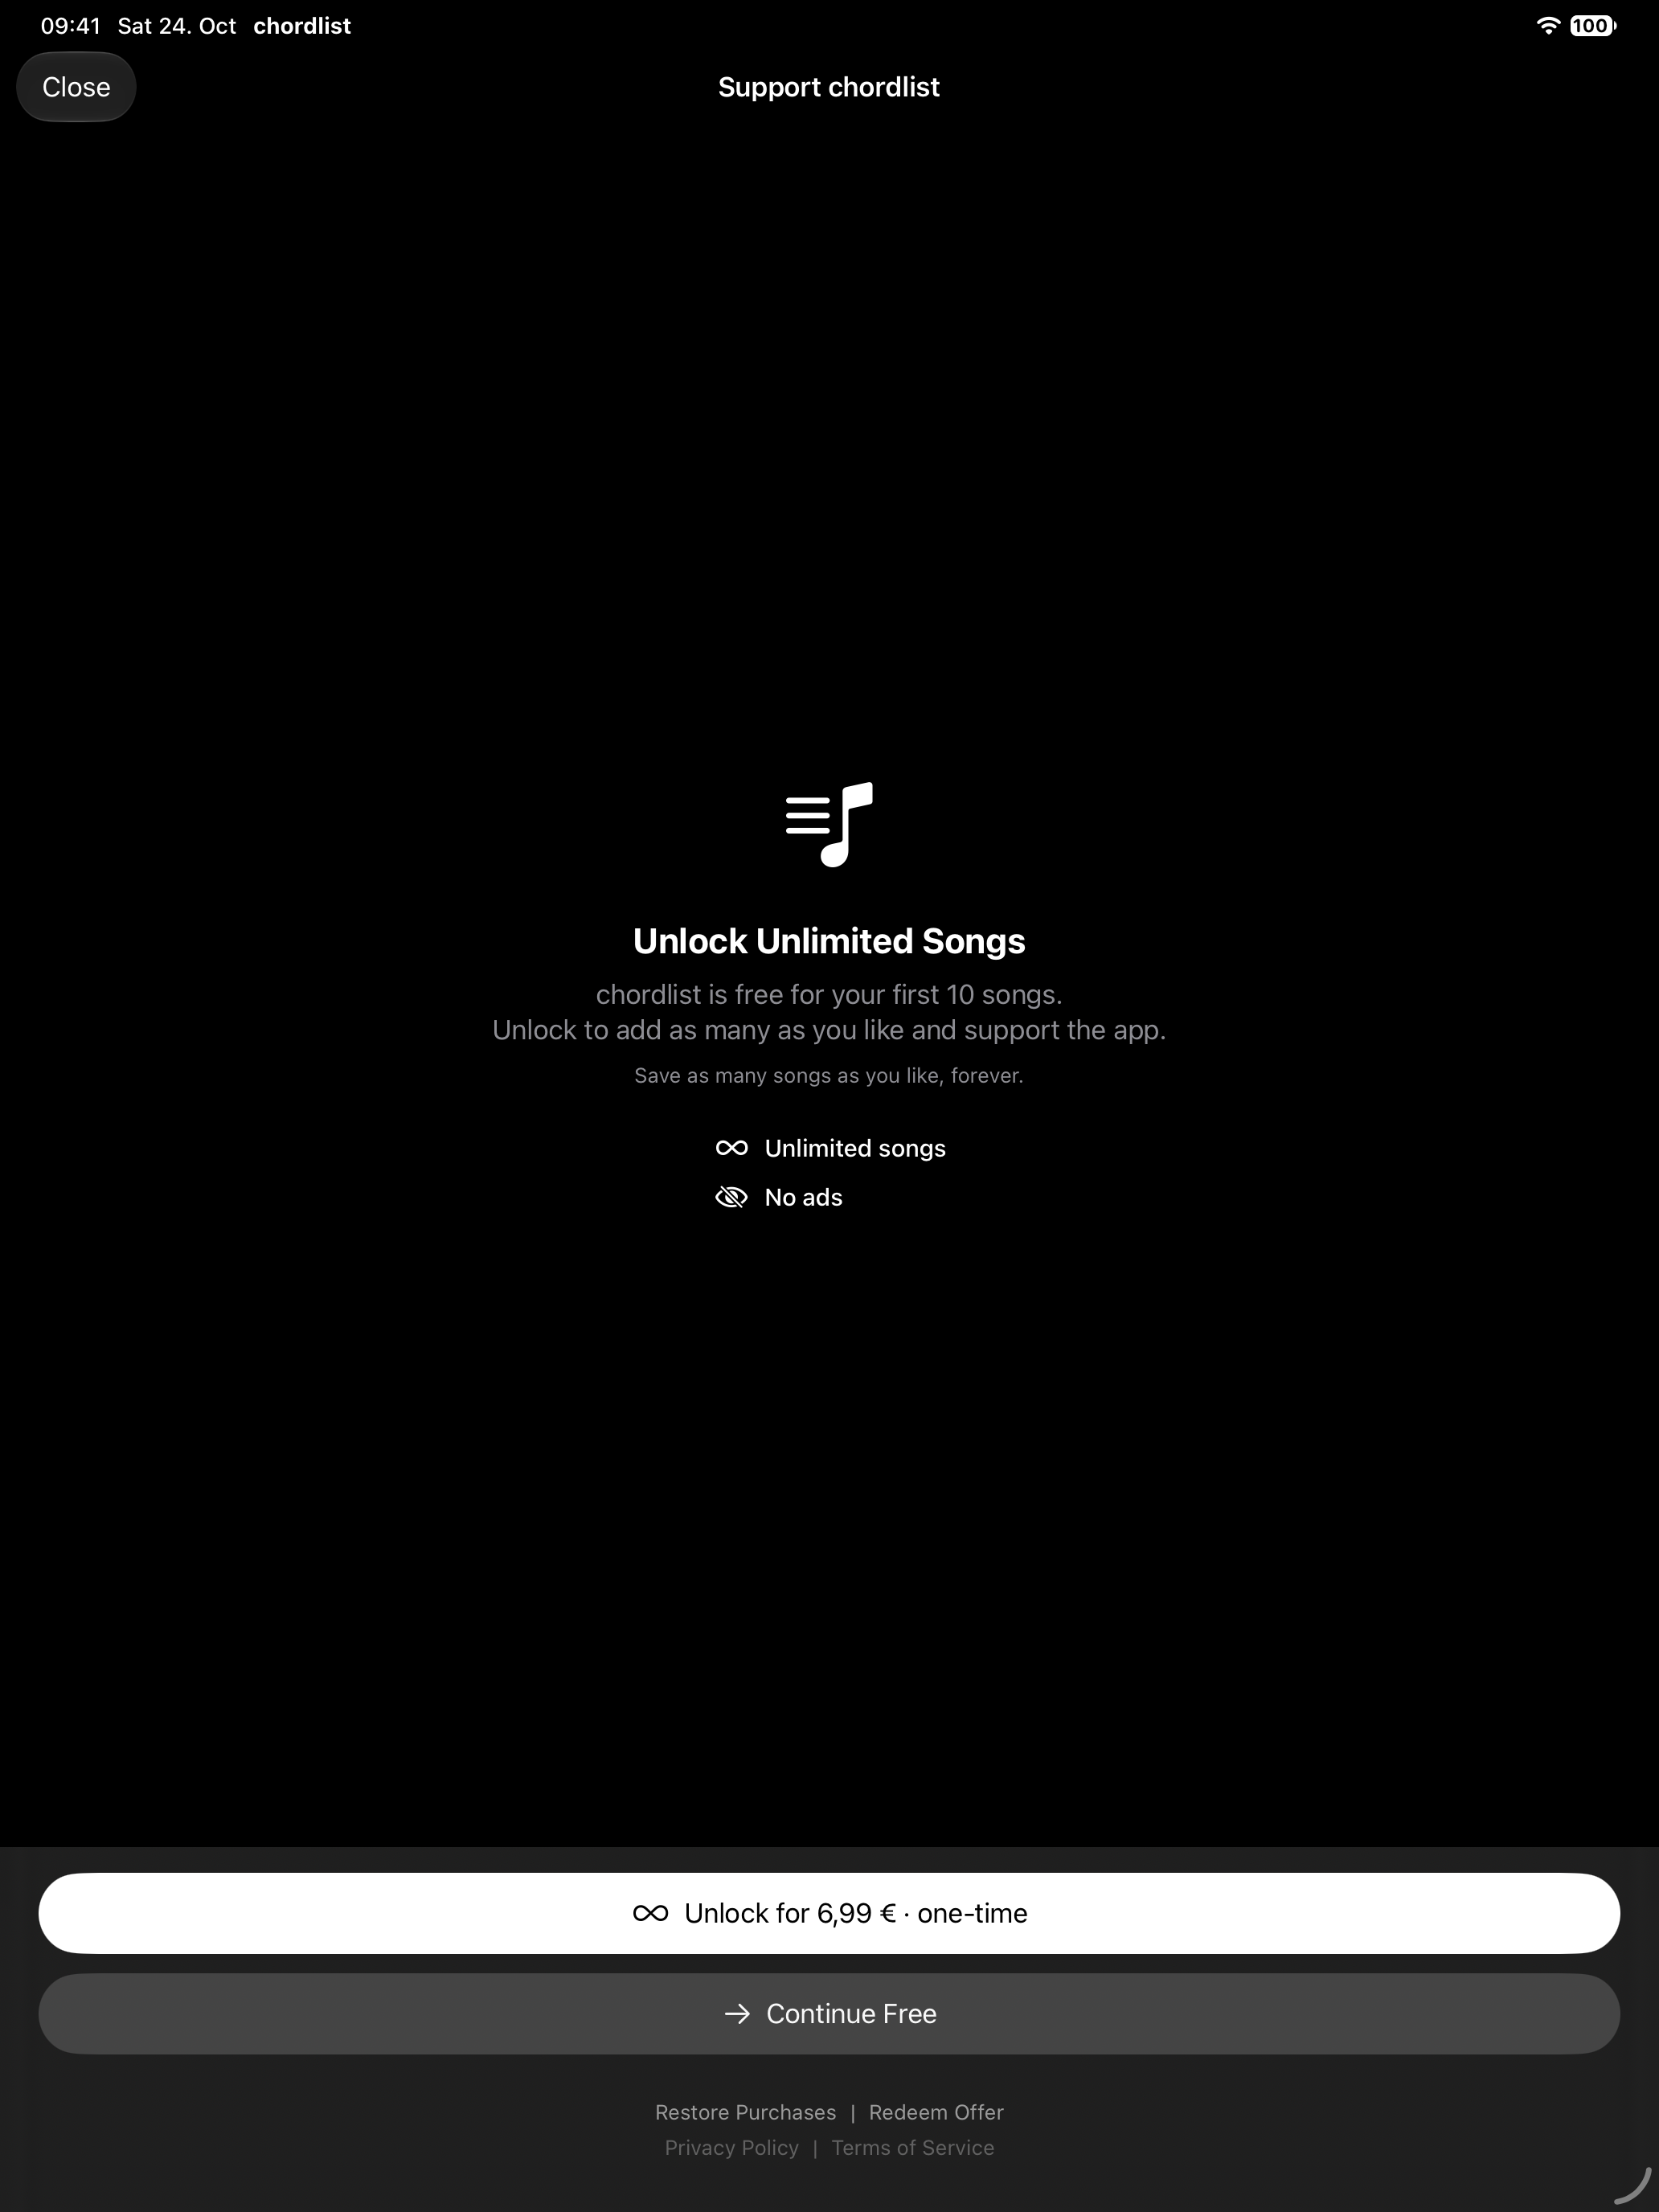 09:41 Sat 24. Oct chordlist
100
Close
Support chordlist
Unlock Unlimited Songs
chordlist is free for your first 10 songs.
Unlock to add as many as you like and support the app.
Save as many songs as you like, forever.
Unlimited songs
No ads
Unlock for 6,99 € · one-time
Continue Free
Restore Purchases | Redeem Offer
Privacy Policy | Terms of Service